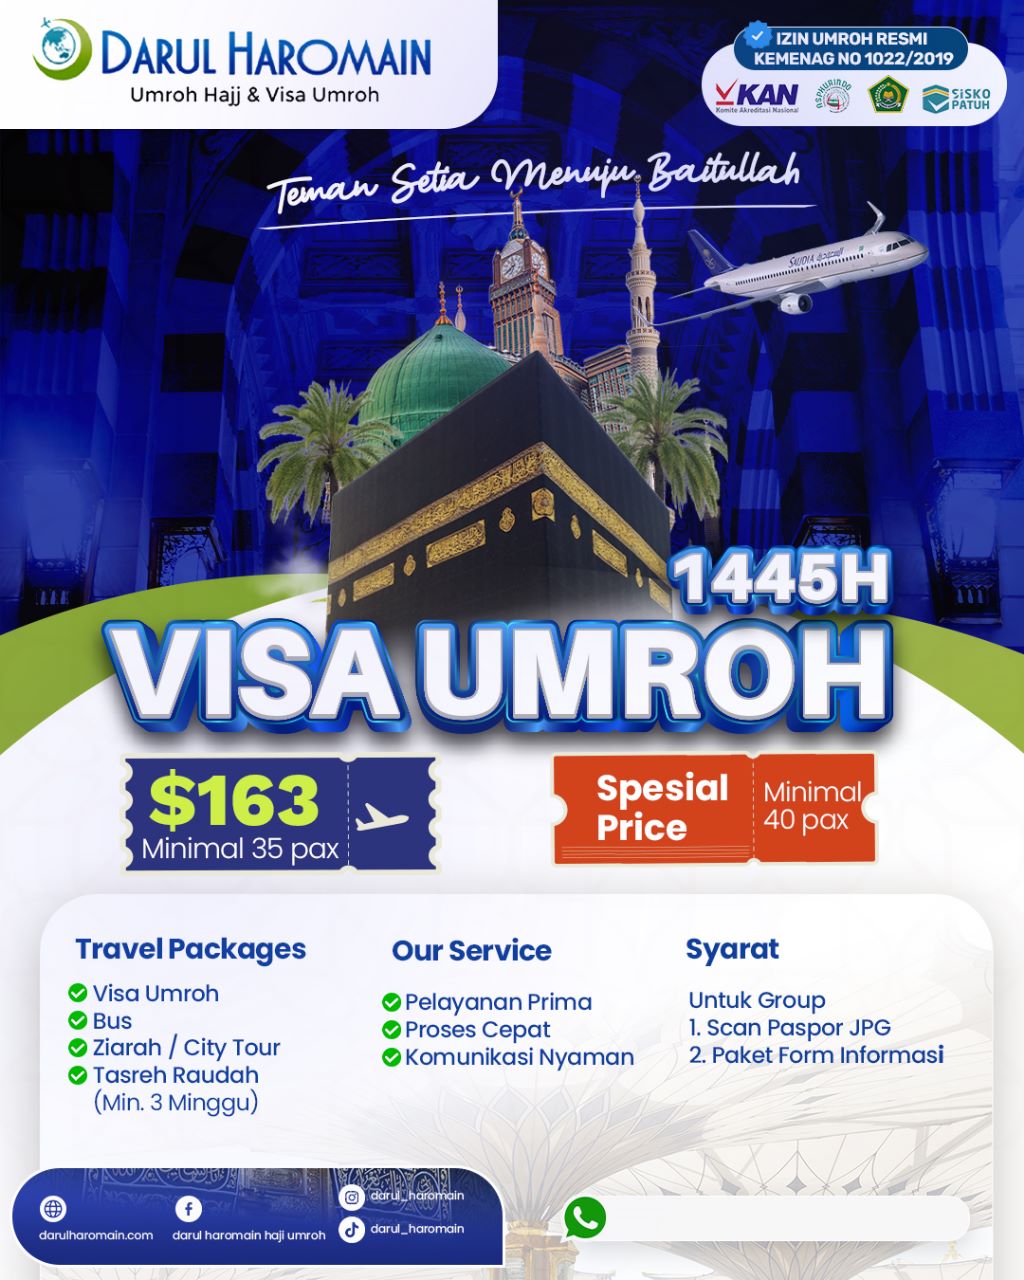 DARUL HAROMAIN
Umroh Hajj & Visa Umroh
IZIN UMROH RESMI
KEMENAG NO 1022/2019
KAN
Komite Akreditasi Nasional
ASPHURINDO
SISKO
PATUH
Teman Setia Menuju Baitullah
SAUDIA السعودية
1445H
VISA UMROH
$163
Minimal 35 pax
Spesial
Price
Minimal
40 pax
Travel Packages
Visa Umroh
Bus
Ziarah / City Tour
Tasreh Raudah
(Min. 3 Minggu)
Our Service
Pelayanan Prima
Proses Cepat
Komunikasi Nyaman
Syarat
Untuk Group
1. Scan Paspor JPG
2. Paket Form Informasi
darulharomain.com
darul haromain haji umroh
darul_haromain
darul_haromain